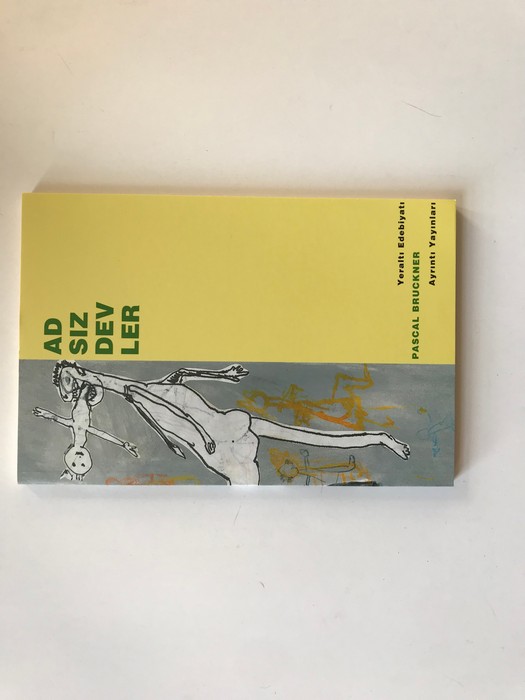 AD
SIZ
DEV
LER
Yeraltı Edebiyatı
PASCAL BRUCKNER
Ayrıntı Yayınları